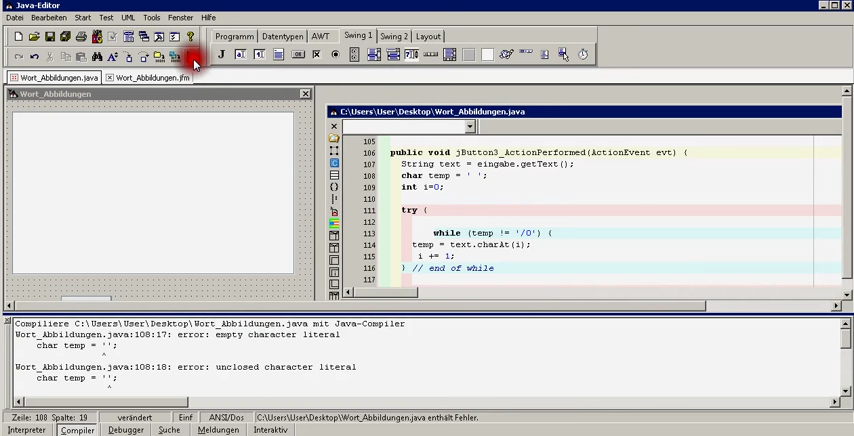 Java-Editor
Datei Bearbeiten Start Test UML Tools Fenster Hilfe
Programm Datentypen AWT Swing 1 Swing 2 Layout
Wort_Abbildungen.java Wort_Abbildungen.jfm
Wort_Abbildungen
C:\Users\User\Desktop\Wort_Abbildungen.java
105
106 public void jButton3_ActionPerformed(ActionEvent evt) {
107 String text = eingabe.getText();
108 char temp = ' ';
109 int i=0;
110
111 try {
112
113 while (temp != '/0') {
114 temp = text.charAt(i);
115 i += 1;
116 } // end of while
117
Compiliere C:\Users\User\Desktop\Wort_Abbildungen.java mit Java-Compiler
Wort_Abbildungen.java:108:17: error: empty character literal
char temp = '';
^
Wort_Abbildungen.java:108:18: error: unclosed character literal
char temp = '';
^
Zeile: 108 Spalte: 19 verändert Einf ANSI/Dos C:\Users\User\Desktop\Wort_Abbildungen.java enthält Fehler.
Interpreter Compiler Debugger Suche Meldungen Interaktiv